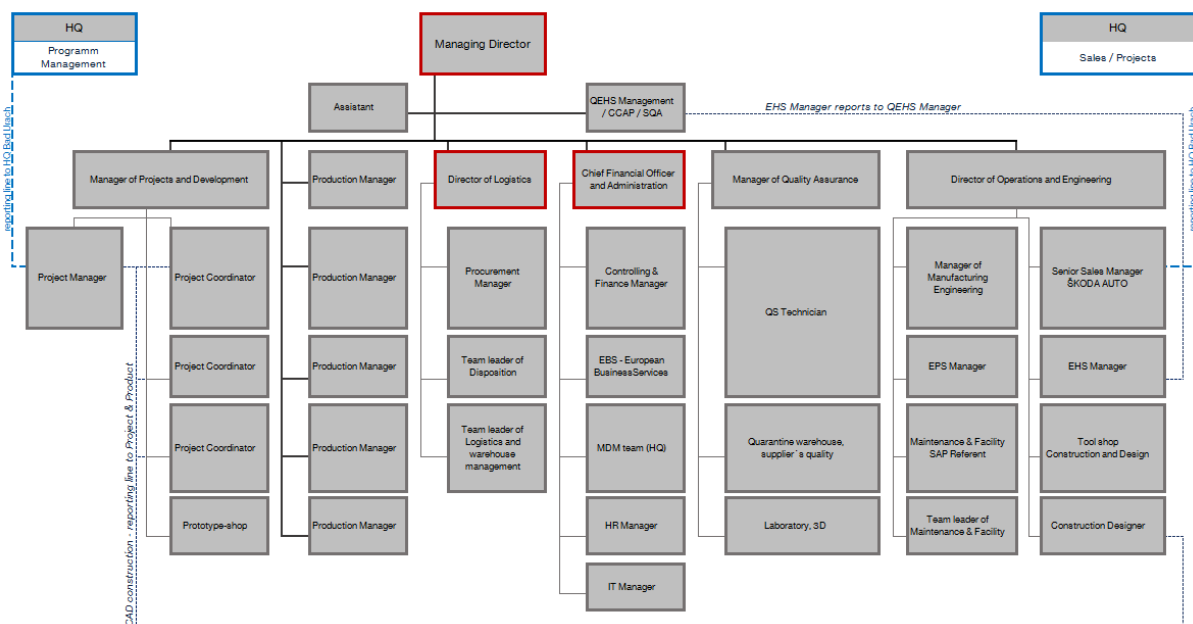 HQ
Programm
Management
Managing Director
HQ
Sales / Projects
Assistant
QEHS Management
/ CCAP / SQA
EHS Manager reports to QEHS Manager
reporting line to HQ Bad Urach
reporting line to HQ Bad Urach
Manager of Projects and Development
Production Manager
Director of Logistics
Chief Financial Officer
and Administration
Manager of Quality Assurance
Director of Operations and Engineering
Project Manager
Project Coordinator
Production Manager
Procurement
Manager
Controlling &
Finance Manager
QS Technician
Manager of
Manufacturing
Engineering
Senior Sales Manager
ŠKODA AUTO
Project Coordinator
Production Manager
Team leader of
Disposition
EBS - European
BusinessServices
EPS Manager
EHS Manager
CAD construction - reporting line to Project & Product
Project Coordinator
Production Manager
Team leader of
Logistics and
warehouse
management
MDM team (HQ)
Quarantine warehouse,
supplier´s quality
Maintenance & Facility
SAP Referent
Tool shop
Construction and Design
Prototype-shop
Production Manager
HR Manager
Laboratory, 3D
Team leader of
Maintenance & Facility
Construction Designer
IT Manager